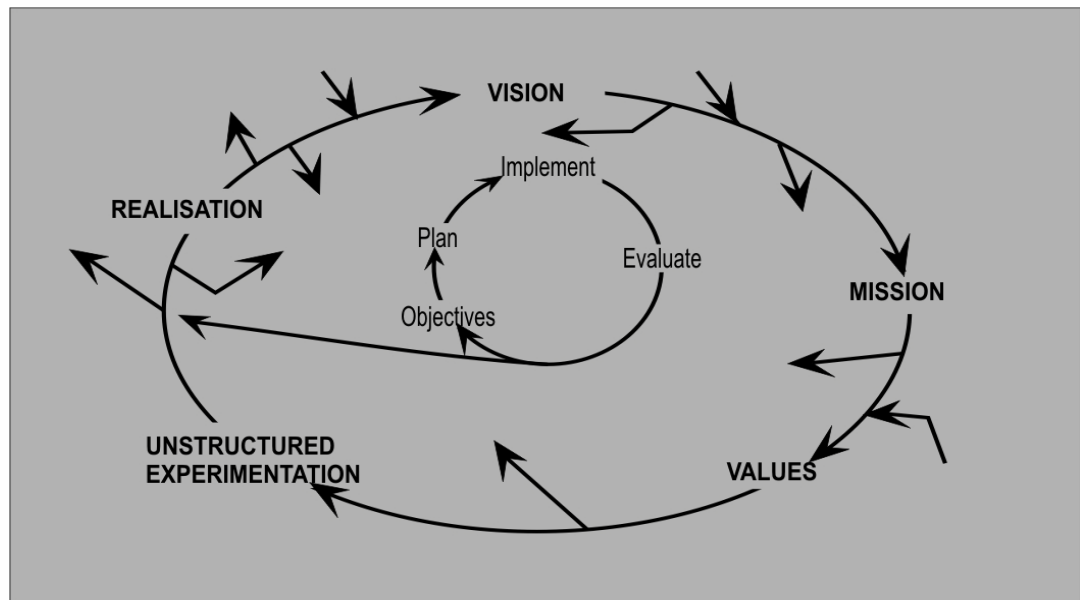 VISION
Implement
REALISATION
Plan
Evaluate
MISSION
Objectives
UNSTRUCTURED
EXPERIMENTATION
VALUES